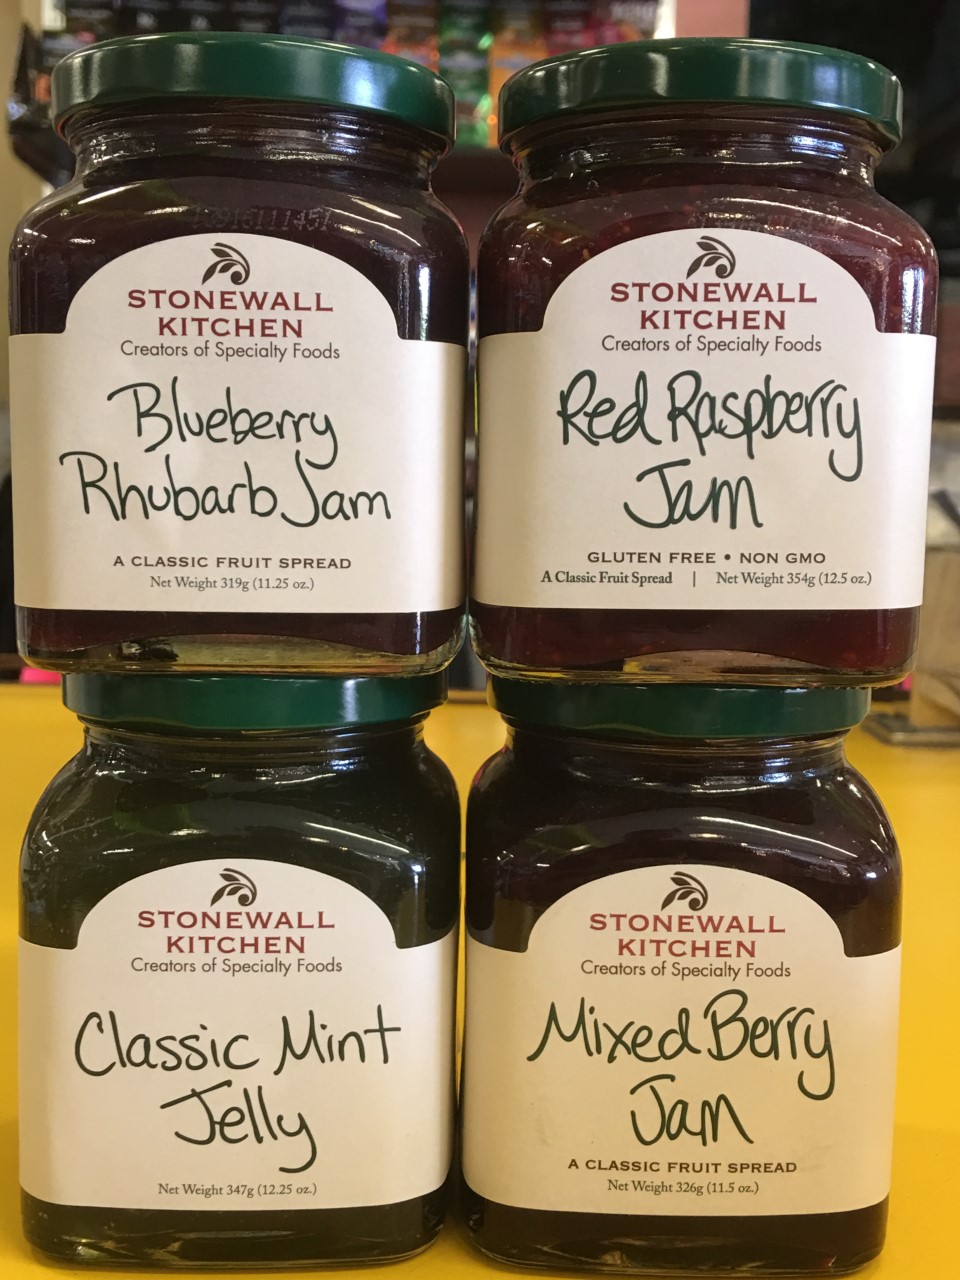 STONEWALL
KITCHEN
Creators of Specialty Foods
Blueberry
Rhubarb Jam
A CLASSIC FRUIT SPREAD
Net Weight 319g (11.25 oz.)
STONEWALL
KITCHEN
Creators of Specialty Foods
Red Raspberry
Jam
GLUTEN FREE • NON GMO
A Classic Fruit Spread | Net Weight 354g (12.5 oz.)
STONEWALL
KITCHEN
Creators of Specialty Foods
Classic Mint
Jelly
Net Weight 347g (12.25 oz.)
STONEWALL
KITCHEN
Creators of Specialty Foods
Mixed Berry
Jam
A CLASSIC FRUIT SPREAD
Net Weight 326g (11.5 oz.)